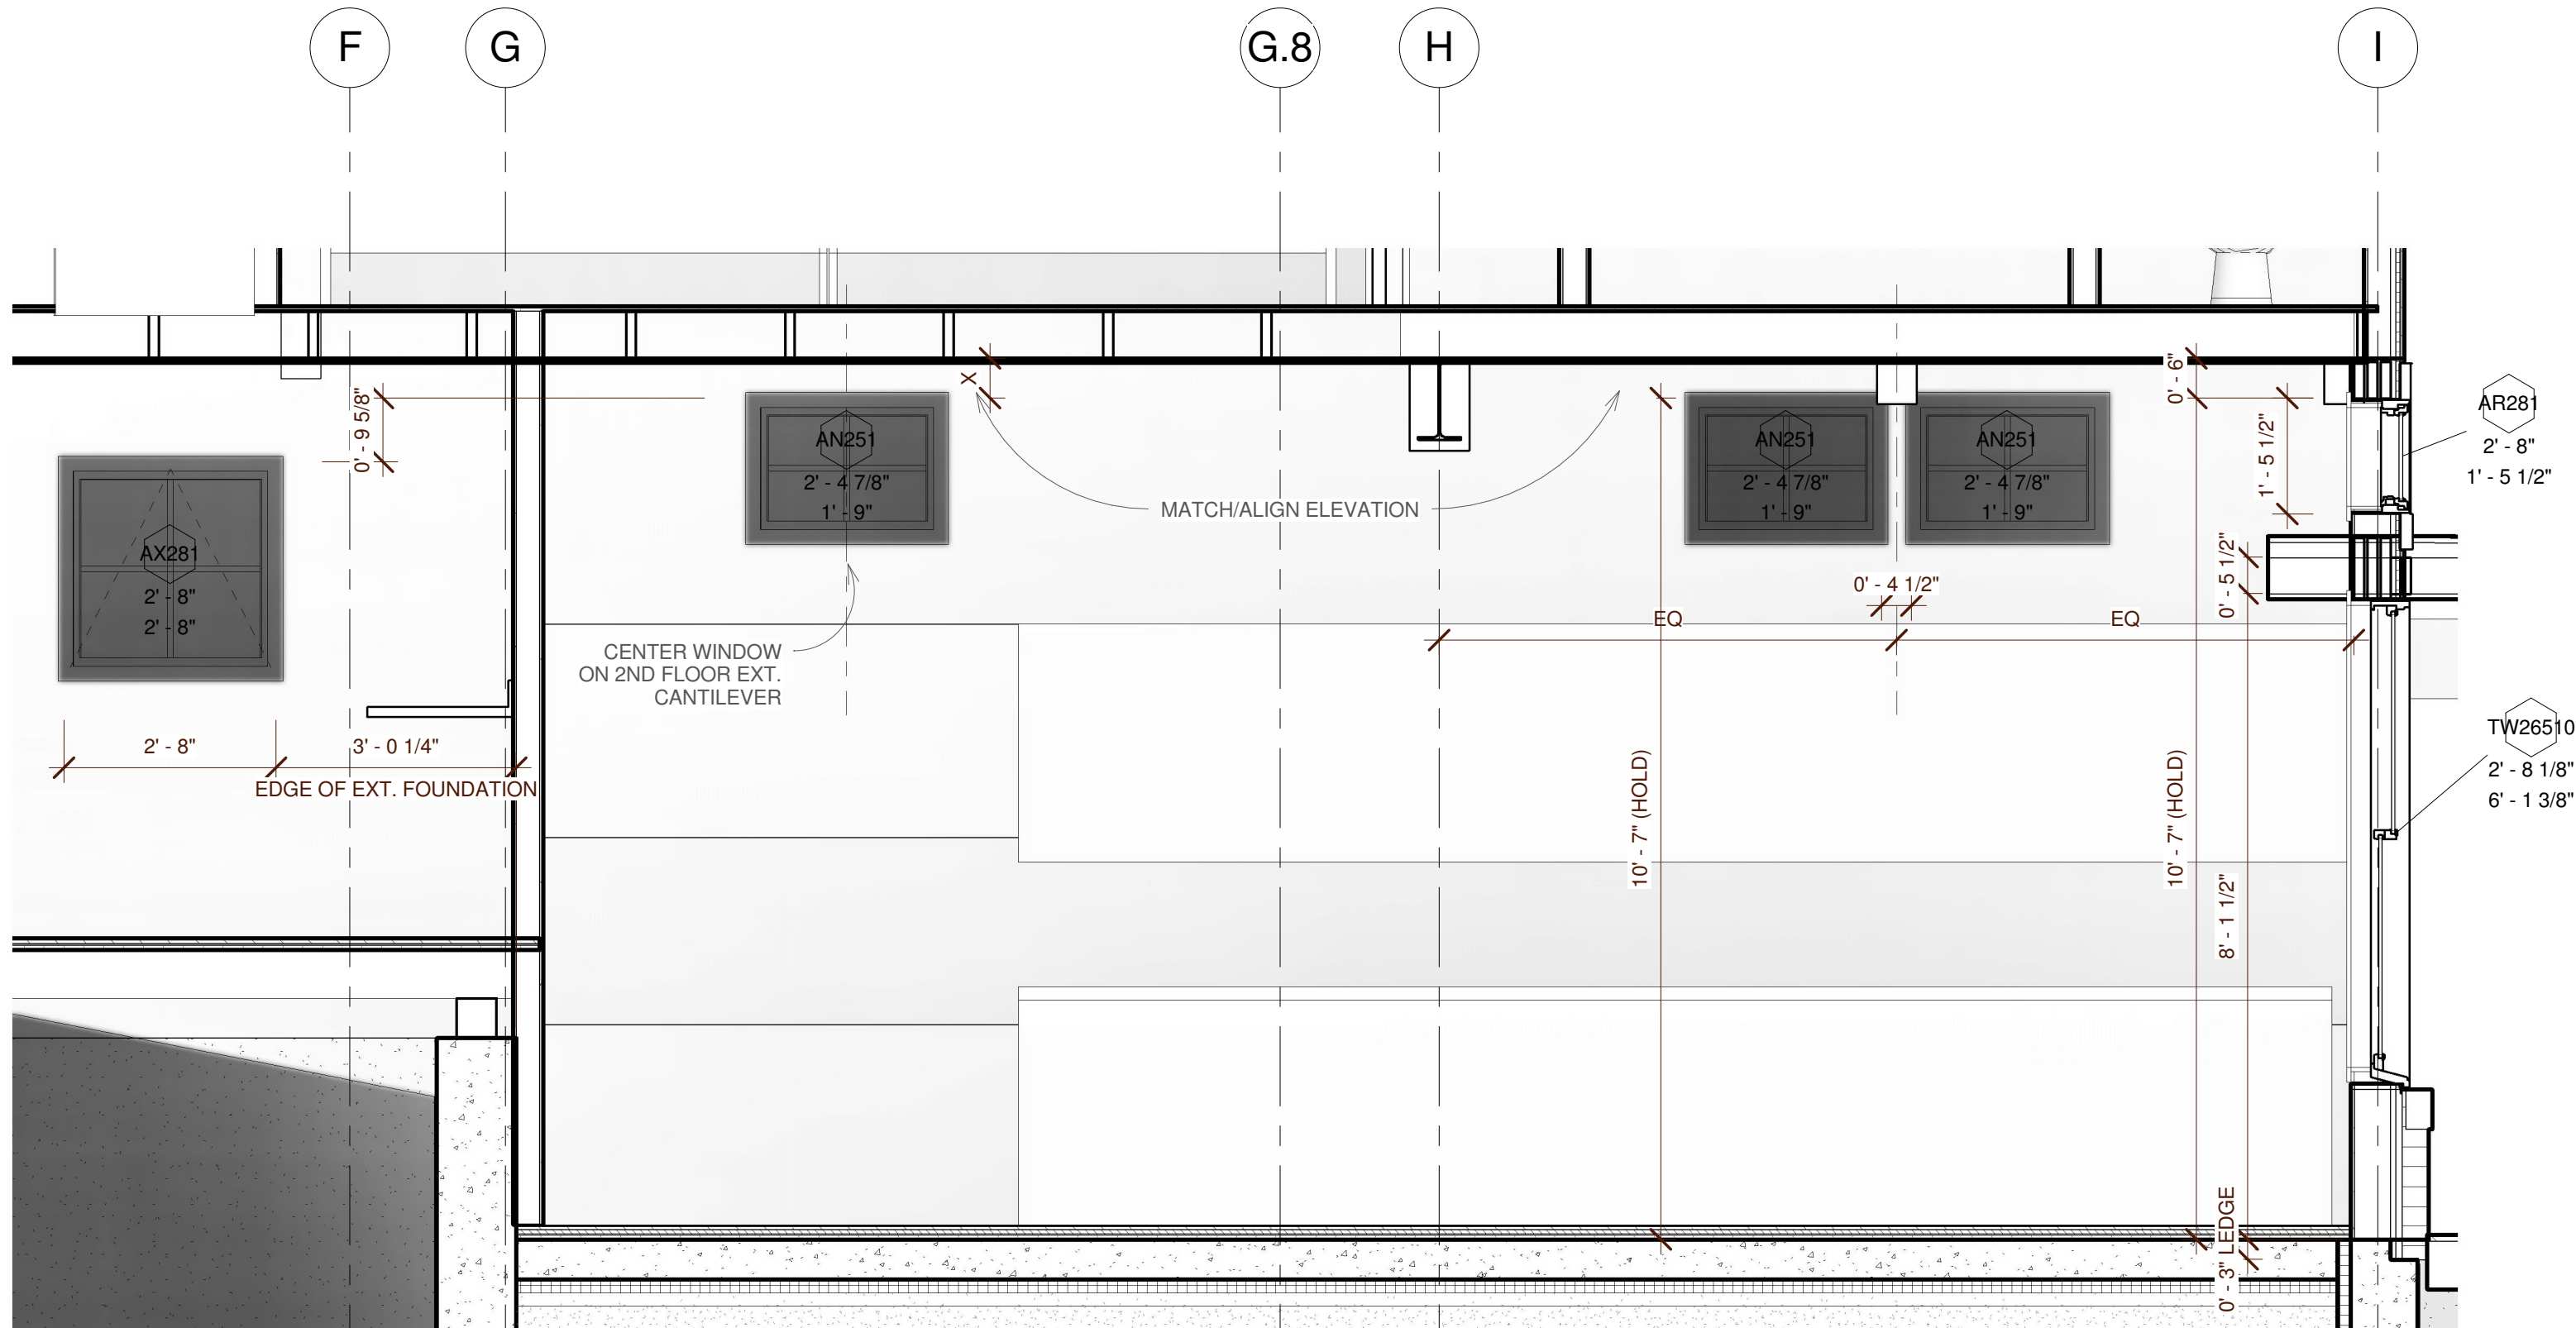 F
G
G.8
H
I
0' - 9 5/8"
X
0' - 6"
AN251
2' - 4 7/8"
1' - 9"
AN251
2' - 4 7/8"
1' - 9"
AN251
2' - 4 7/8"
1' - 9"
AR281
2' - 8"
1' - 5 1/2"
1' - 5 1/2"
MATCH/ALIGN ELEVATION
AX281
2' - 8"
2' - 8"
0' - 5 1/2"
0' - 4 1/2"
EQ
EQ
CENTER WINDOW
ON 2ND FLOOR EXT.
CANTILEVER
2' - 8"
3' - 0 1/4"
EDGE OF EXT. FOUNDATION
TW26510
2' - 8 1/8"
6' - 1 3/8"
10' - 7" (HOLD)
10' - 7" (HOLD)
8' - 1 1/2"
0' - 3" LEDGE